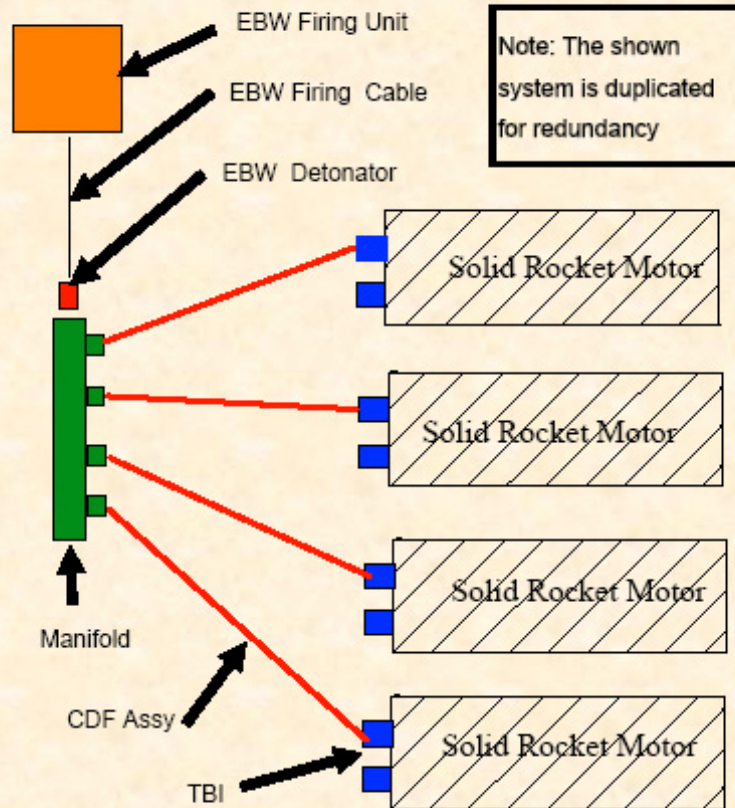 EBW Firing Unit
Note: The shown
system is duplicated
for redundancy
EBW Firing Cable
EBW Detonator
Solid Rocket Motor
Solid Rocket Motor
Solid Rocket Motor
Manifold
CDF Assy
Solid Rocket Motor
TBI